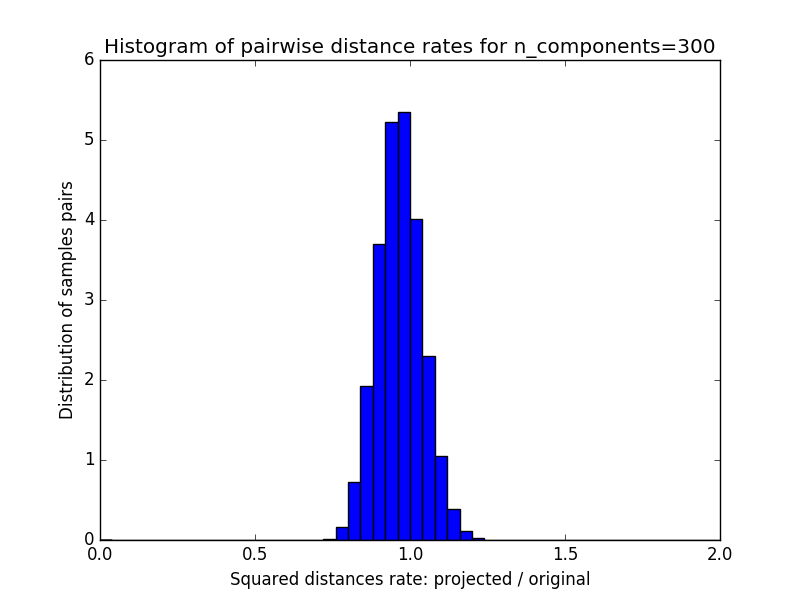 Histogram of pairwise distance rates for n_components=300
6
5
4
3
2
1
0
Distribution of samples pairs
0.0 0.5 1.0 1.5 2.0
Squared distances rate: projected / original